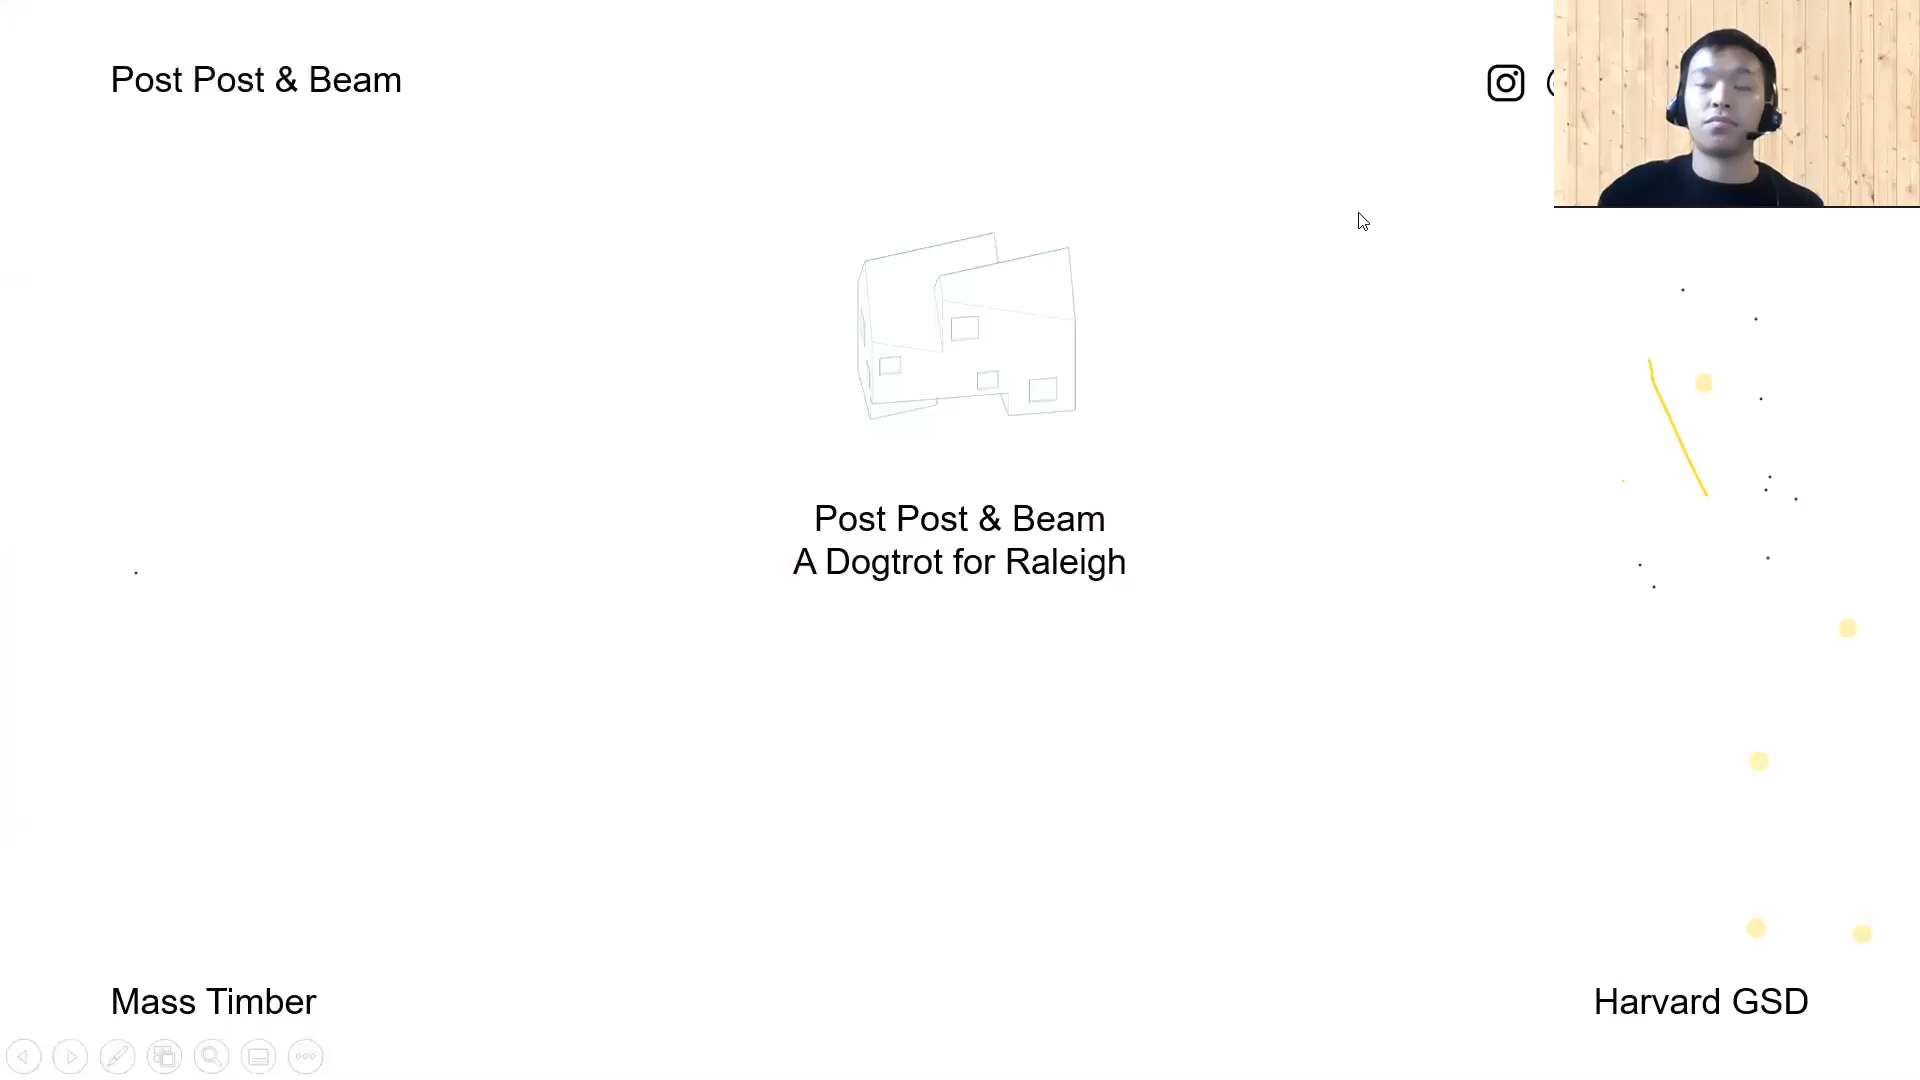 Post Post & Beam
Post Post & Beam
A Dogtrot for Raleigh
Mass Timber
Harvard GSD